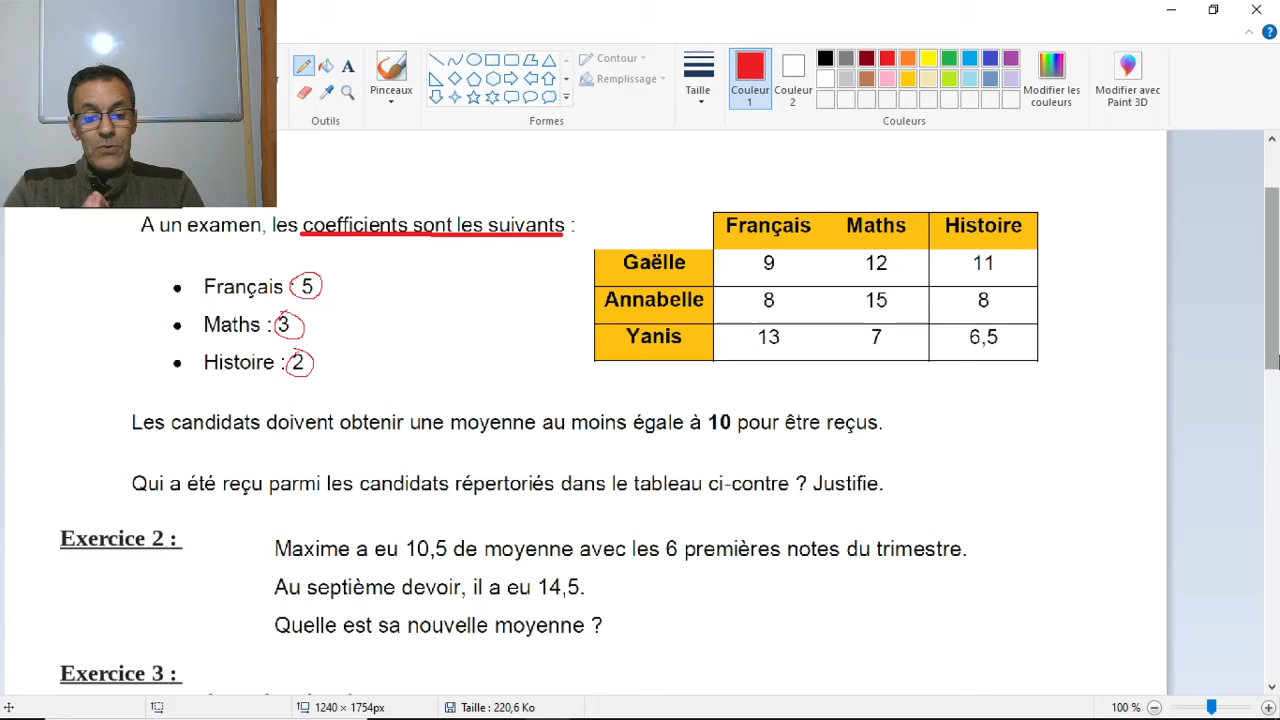 Contour
Remplissage
Pinceaux
Taille
Couleur 1
Couleur 2
Modifier les couleurs
Modifier avec Paint 3D
Outils
Formes
Couleurs
A un examen, les coefficients sont les suivants :
• Français : 5
• Maths : 3
• Histoire : 2
Français Maths Histoire
Gaëlle 9 12 11
Annabelle 8 15 8
Yanis 13 7 6,5
Les candidats doivent obtenir une moyenne au moins égale à 10 pour être reçus.
Qui a été reçu parmi les candidats répertoriés dans le tableau ci-contre ? Justifie.
Exercice 2 :
Maxime a eu 10,5 de moyenne avec les 6 premières notes du trimestre.
Au septième devoir, il a eu 14,5.
Quelle est sa nouvelle moyenne ?
Exercice 3 :
1240 × 1754px
Taille : 220,6 Ko
100 %